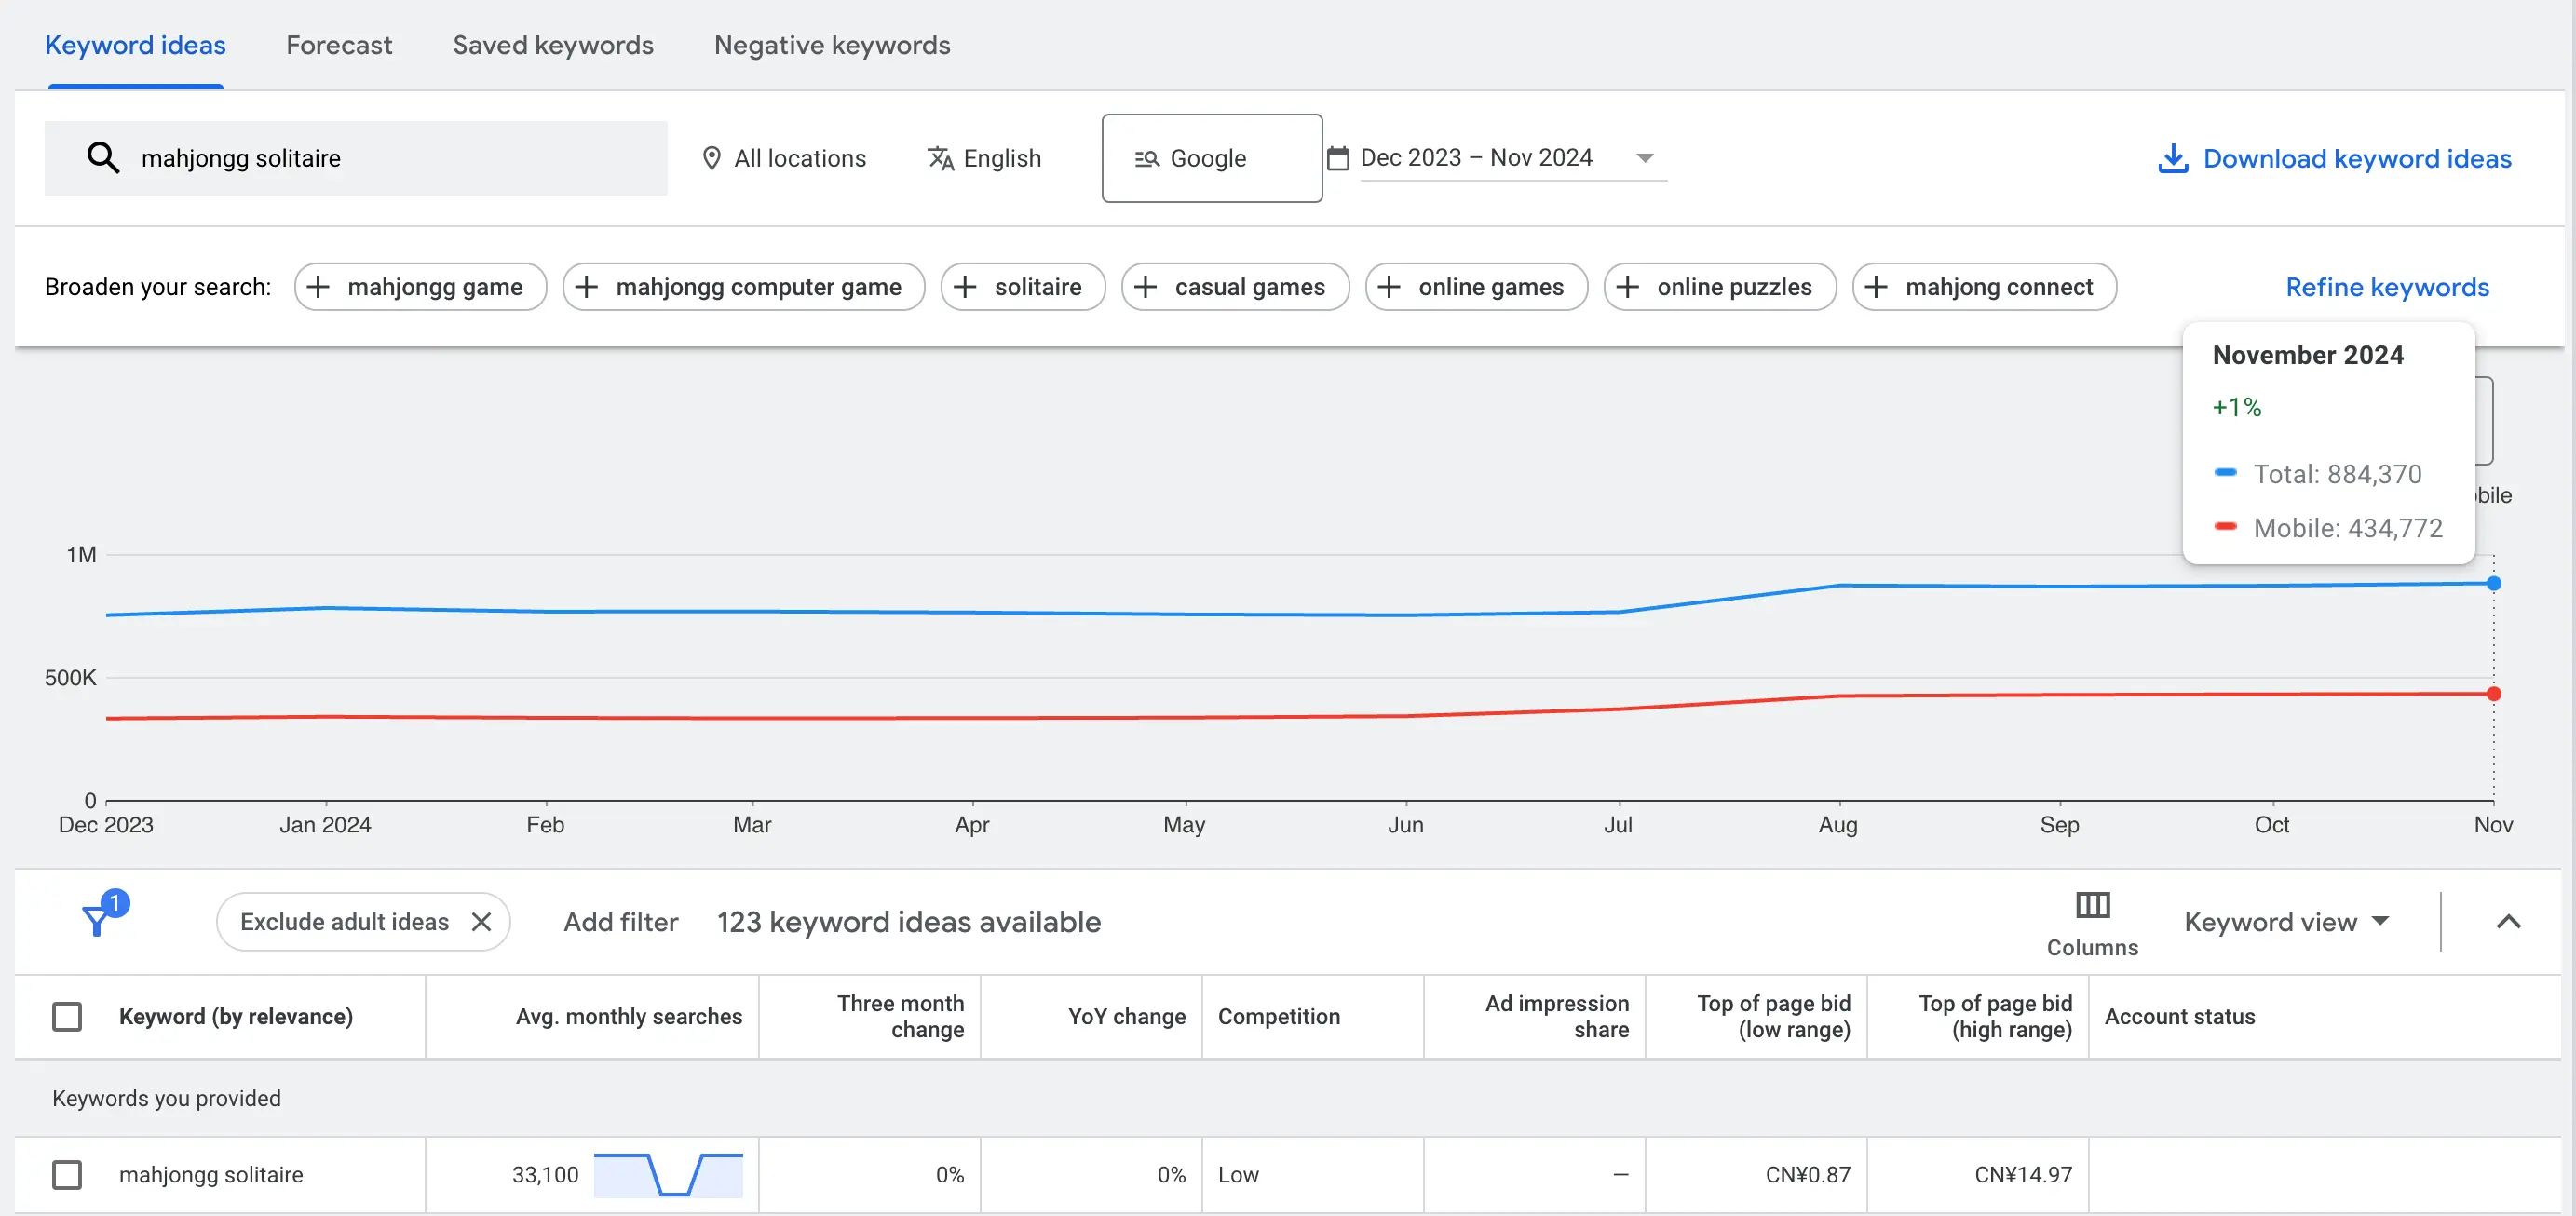 Keyword ideas Forecast Saved keywords Negative keywords
mahjongg solitaire All locations English Google Dec 2023 – Nov 2024 Download keyword ideas
Broaden your search: mahjongg game mahjongg computer game solitaire casual games online games online puzzles mahjong connect Refine keywords
November 2024
+1%
Total: 884,370
Mobile: 434,772
1M
500K
0
Dec 2023 Jan 2024 Feb Mar Apr May Jun Jul Aug Sep Oct Nov
1
Exclude adult ideas Add filter 123 keyword ideas available Columns Keyword view
Keyword (by relevance) Avg. monthly searches Three month change YoY change Competition Ad impression share Top of page bid (low range) Top of page bid (high range) Account status
Keywords you provided
mahjongg solitaire 33,100 0% 0% Low — CN¥0.87 CN¥14.97